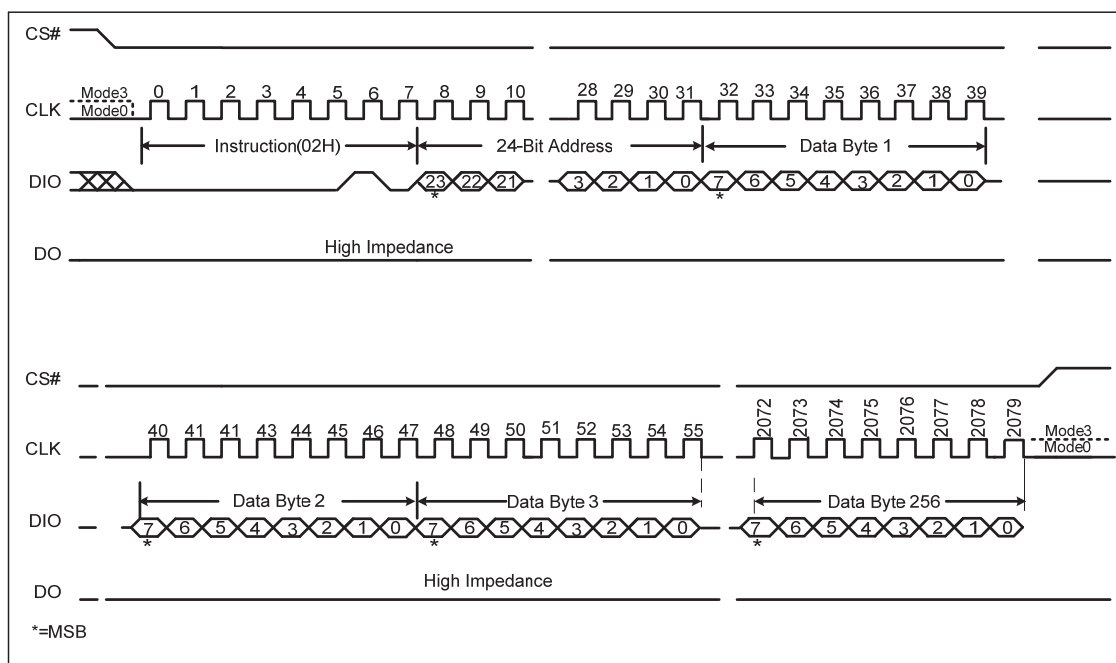 CS#
Mode3
Mode0
CLK
0 1 2 3 4 5 6 7 8 9 10 28 29 30 31 32 33 34 35 36 37 38 39
Instruction(02H) 24-Bit Address Data Byte 1
DIO
23 22 21 3 2 1 0 7 6 5 4 3 2 1 0
* *
High Impedance
DO
CS#
CLK
40 41 41 43 44 45 46 47 48 49 50 51 52 53 54 55 2072 2073 2074 2075 2076 2077 2078 2079
Mode3
Mode0
Data Byte 2 Data Byte 3 Data Byte 256
DIO
7 6 5 4 3 2 1 0 7 6 5 4 3 2 1 0 7 6 5 4 3 2 1 0
* * *
High Impedance
DO
*=MSB